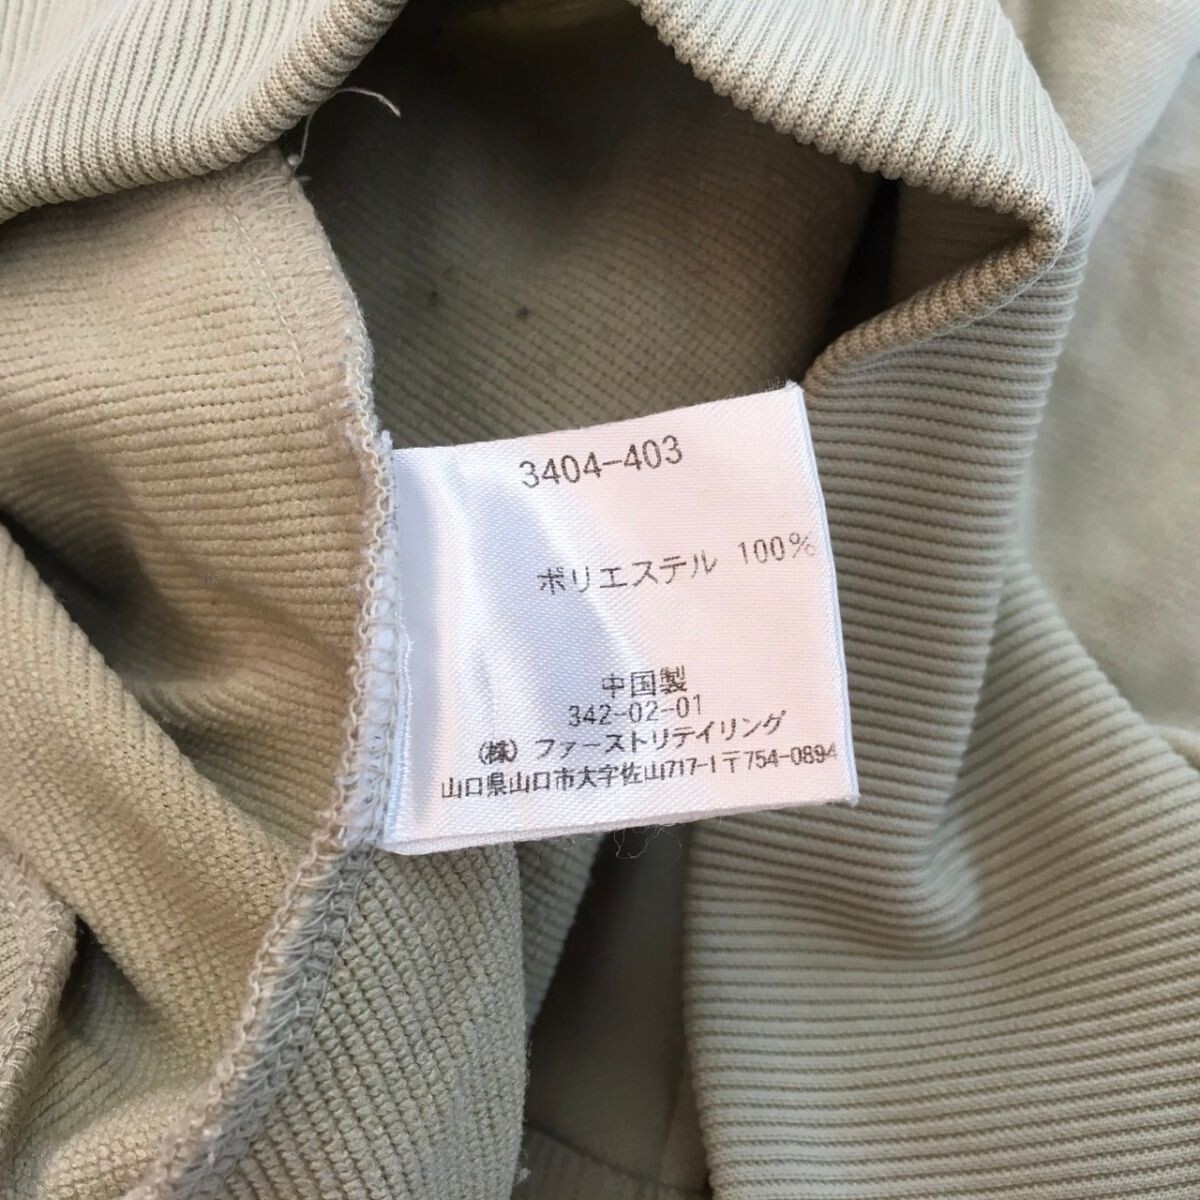 3404-403
ポリエステル 100%
中国製
342-02-01
(株) ファーストリテイリング
山口県山口市大字佐山717-1〒754-0894